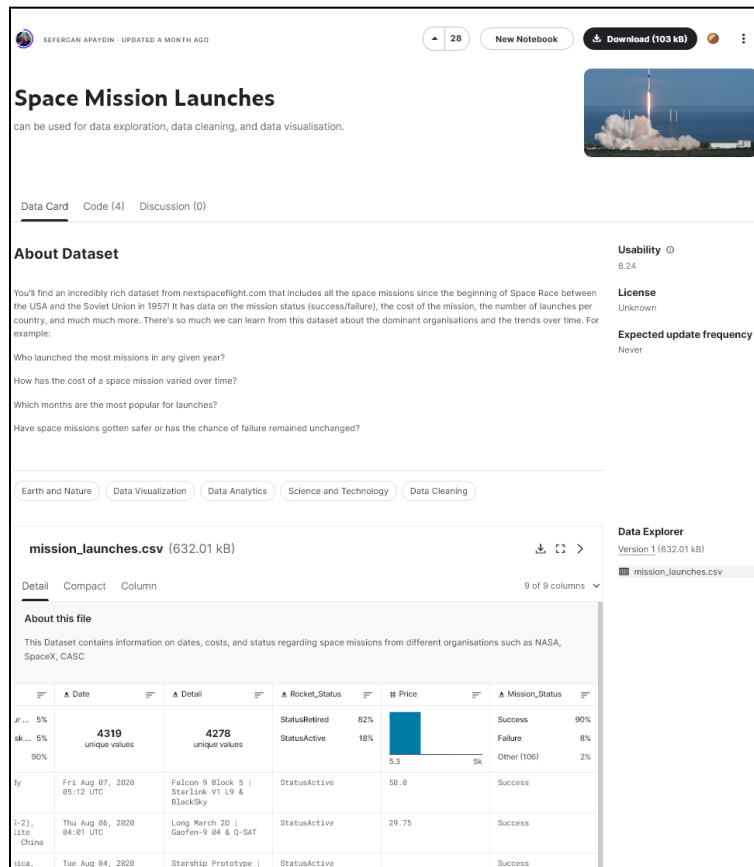 SEFERCAN APAYDIN · UPDATED A MONTH AGO
28
New Notebook
Download (103 kB)
Space Mission Launches
can be used for data exploration, data cleaning, and data visualisation.
Data Card Code (4) Discussion (0)
About Dataset
You'll find an incredibly rich dataset from nextspaceflight.com that includes all the space missions since the beginning of Space Race between
the USA and the Soviet Union in 1957! It has data on the mission status (success/failure), the cost of the mission, the number of launches per
country, and much much more. There's so much we can learn from this dataset about the dominant organisations and the trends over time. For
example:
Who launched the most missions in any given year?
How has the cost of a space mission varied over time?
Which months are the most popular for launches?
Have space missions gotten safer or has the chance of failure remained unchanged?
Usability
8.24
License
Unknown
Expected update frequency
Never
Earth and Nature Data Visualization Data Analytics Science and Technology Data Cleaning
mission_launches.csv (632.01 kB)
Detail Compact Column 9 of 9 columns
About this file
This Dataset contains information on dates, costs, and status regarding space missions from different organisations such as NASA,
SpaceX, CASC
Data Explorer
Version 1 (632.01 kB)
mission_launches.csv
Date Detail Rocket_Status # Price Mission_Status
ur ... 5%
sk ... 5%
90%
4319
unique values
4278
unique values
StatusRetired 82%
StatusActive 18%
5.3 5k
Success 90%
Failure 8%
Other (106) 2%
Fri Aug 07, 2020
05:12 UTC
Falcon 9 Block 5 |
Starlink V1 L9 &
BlackSky
StatusActive
50.0
Success
China
Thu Aug 06, 2020
04:01 UTC
Long March 2D |
Gaofen-9 04 & Q-SAT
StatusActive
29.75
Success
Tue Aug 04, 2020
Starship Prototype |
StatusActive
Success